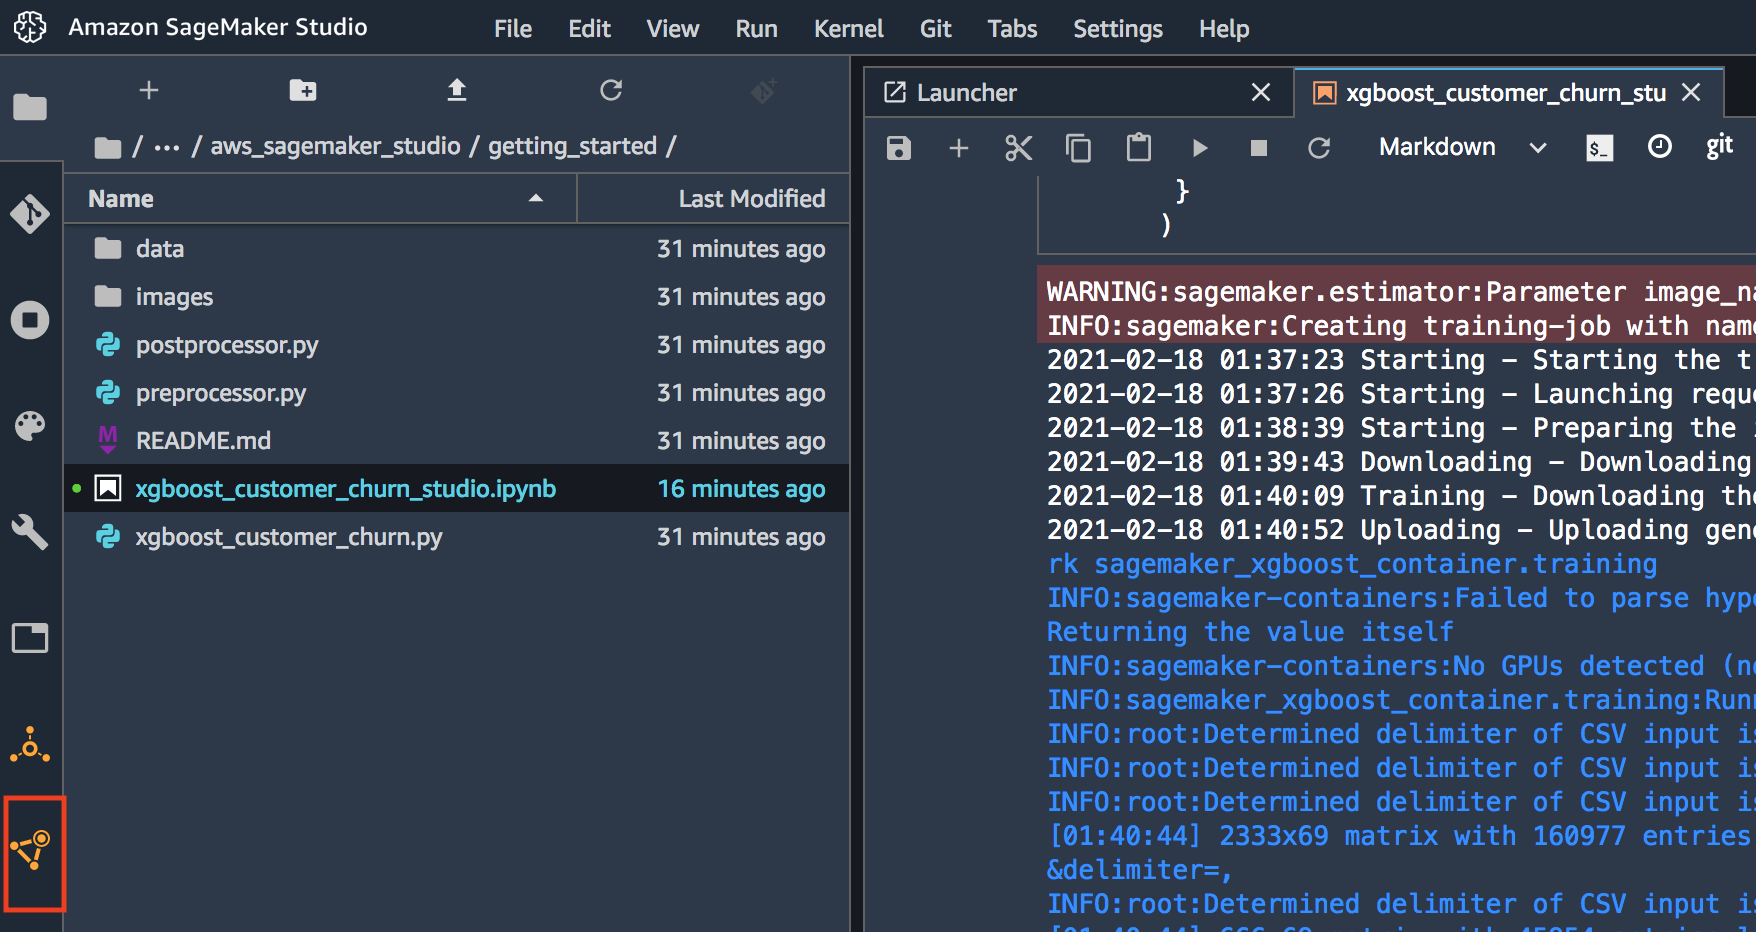 Amazon SageMaker Studio
File Edit View Run Kernel Git Tabs Settings Help
/ ··· / aws_sagemaker_studio / getting_started /
Name Last Modified
data 31 minutes ago
images 31 minutes ago
postprocessor.py 31 minutes ago
preprocessor.py 31 minutes ago
README.md 31 minutes ago
xgboost_customer_churn_studio.ipynb 16 minutes ago
xgboost_customer_churn.py 31 minutes ago
Launcher
xgboost_customer_churn_stu
Markdown
$_
git
}
)
WARNING:sagemaker.estimator:Parameter image_na
INFO:sagemaker:Creating training-job with name
2021-02-18 01:37:23 Starting - Starting the t
2021-02-18 01:37:26 Starting - Launching requ
2021-02-18 01:38:39 Starting - Preparing the
2021-02-18 01:39:43 Downloading - Downloading
2021-02-18 01:40:09 Training - Downloading the
2021-02-18 01:40:52 Uploading - Uploading gene
rk sagemaker_xgboost_container.training
INFO:sagemaker-containers:Failed to parse hype
Returning the value itself
INFO:sagemaker-containers:No GPUs detected (no
INFO:sagemaker_xgboost_container.training:Runn
INFO:root:Determined delimiter of CSV input is
INFO:root:Determined delimiter of CSV input is
INFO:root:Determined delimiter of CSV input is
[01:40:44] 2333x69 matrix with 160977 entries
&delimiter=,
INFO:root:Determined delimiter of CSV input is